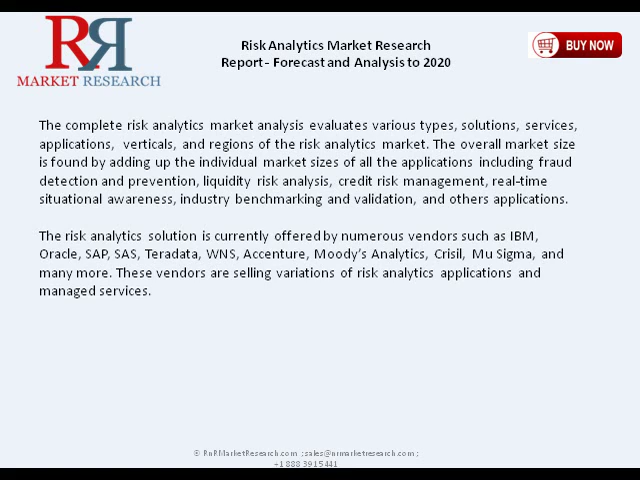 RR
MARKET RESEARCH
Risk Analytics Market Research
Report - Forecast and Analysis to 2020
BUY NOW
The complete risk analytics market analysis evaluates various types, solutions, services,
applications, verticals, and regions of the risk analytics market. The overall market size
is found by adding up the individual market sizes of all the applications including fraud
detection and prevention, liquidity risk analysis, credit risk management, real-time
situational awareness, industry benchmarking and validation, and others applications.
The risk analytics solution is currently offered by numerous vendors such as IBM,
Oracle, SAP, SAS, Teradata, WNS, Accenture, Moody's Analytics, Crisil, Mu Sigma, and
many more. These vendors are selling variations of risk analytics applications and
managed services.
© RnRMarketResearch.com ; sales@rnrmarketresearch.com ;
+1 888 391 5441